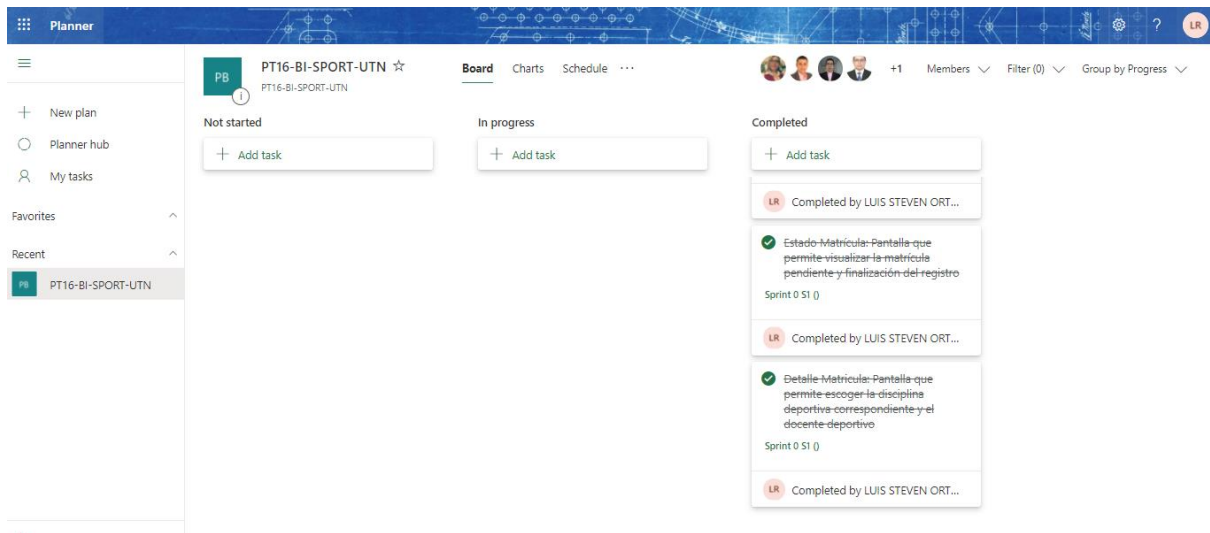 Planner
?
LR
PB
PT16-BI-SPORT-UTN
PT16-BI-SPORT-UTN
Board
Charts
Schedule
...
+1
Members
Filter (0)
Group by Progress
New plan
Planner hub
My tasks
Favorites
Recent
PB
PT16-BI-SPORT-UTN
Not started
+ Add task
In progress
+ Add task
Completed
+ Add task
LR
Completed by LUIS STEVEN ORT...
Estado Matrícula: Pantalla que
permite visualizar la matrícula
pendiente y finalización del registro
Sprint 0 S1 ()
LR
Completed by LUIS STEVEN ORT...
Detalle Matricula: Pantalla que
permite escoger la disciplina
deportiva correspondiente y el
docente deportivo
Sprint 0 S1 ()
LR
Completed by LUIS STEVEN ORT...